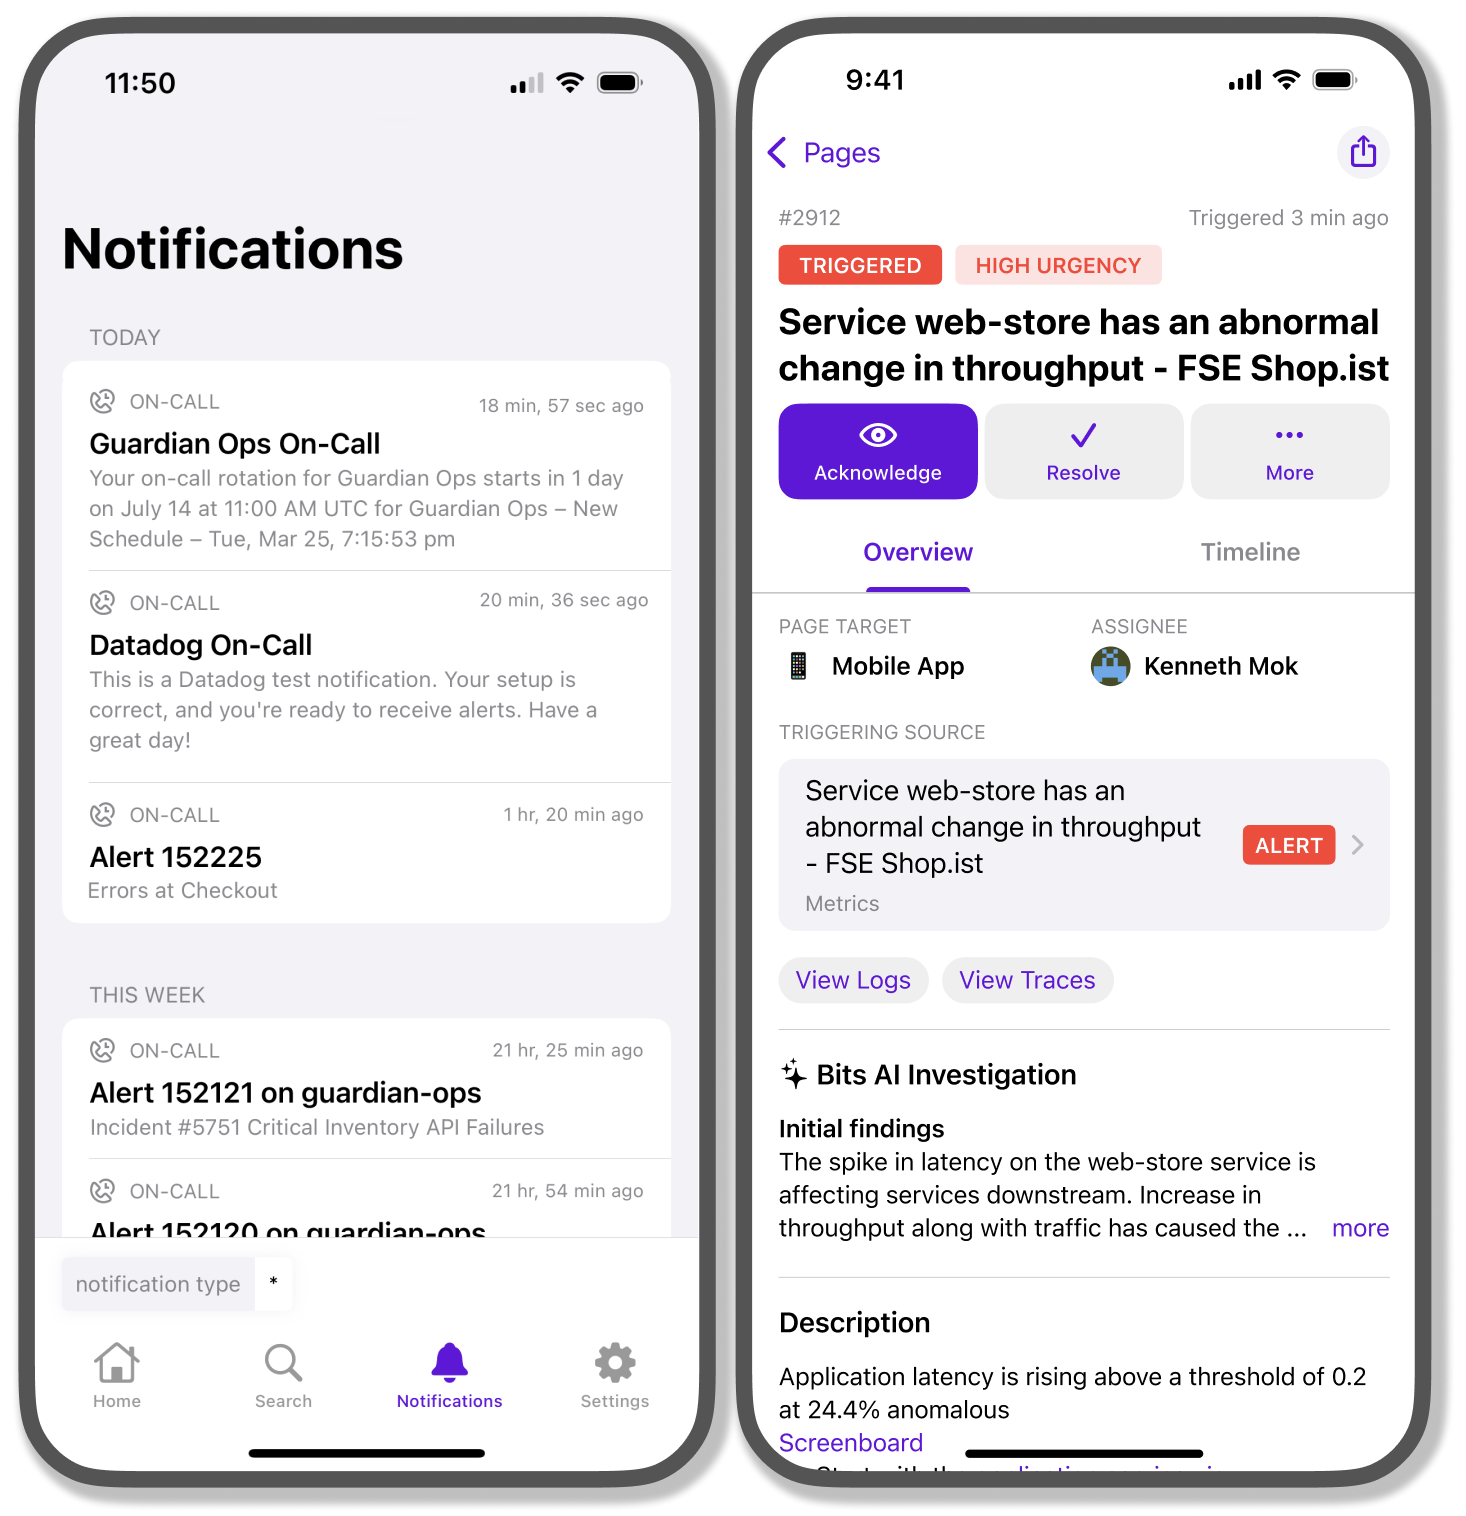 11:50
Notifications
TODAY
ON-CALL
18 min, 57 sec ago
Guardian Ops On-Call
Your on-call rotation for Guardian Ops starts in 1 day
on July 14 at 11:00 AM UTC for Guardian Ops – New
Schedule – Tue, Mar 25, 7:15:53 pm
ON-CALL
20 min, 36 sec ago
Datadog On-Call
This is a Datadog test notification. Your setup is
correct, and you're ready to receive alerts. Have a
great day!
ON-CALL
1 hr, 20 min ago
Alert 152225
Errors at Checkout
THIS WEEK
ON-CALL
21 hr, 25 min ago
Alert 152121 on guardian-ops
Incident #5751 Critical Inventory API Failures
ON-CALL
21 hr, 54 min ago
Alert 152120 on guardian-ops
notification type *
Home
Search
Notifications
Settings
9:41
Pages
#2912
Triggered 3 min ago
TRIGGERED
HIGH URGENCY
Service web-store has an abnormal
change in throughput - FSE Shop.ist
Acknowledge
Resolve
More
Overview
Timeline
PAGE TARGET
ASSIGNEE
Mobile App
Kenneth Mok
TRIGGERING SOURCE
Service web-store has an
abnormal change in throughput
- FSE Shop.ist
ALERT
Metrics
View Logs
View Traces
Bits AI Investigation
Initial findings
The spike in latency on the web-store service is
affecting services downstream. Increase in
throughput along with traffic has caused the ... more
Description
Application latency is rising above a threshold of 0.2
at 24.4% anomalous
Screenboard